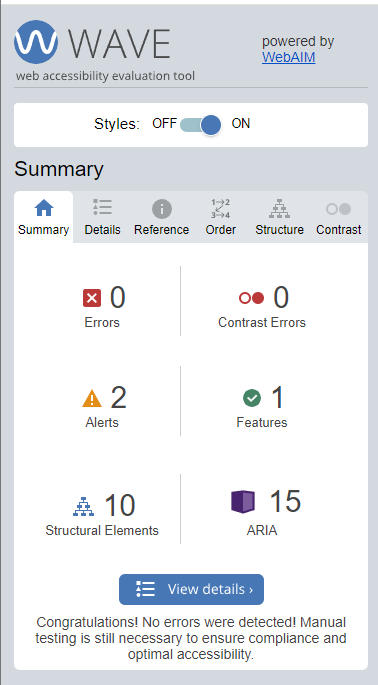 WAVE
web accessibility evaluation tool
powered by
WebAIM
Styles: OFF ON
Summary
Summary Details Reference Order Structure Contrast
0 0
Errors Contrast Errors
2 1
Alerts Features
10 15
Structural Elements ARIA
View details ›
Congratulations! No errors were detected! Manual
testing is still necessary to ensure compliance and
optimal accessibility.